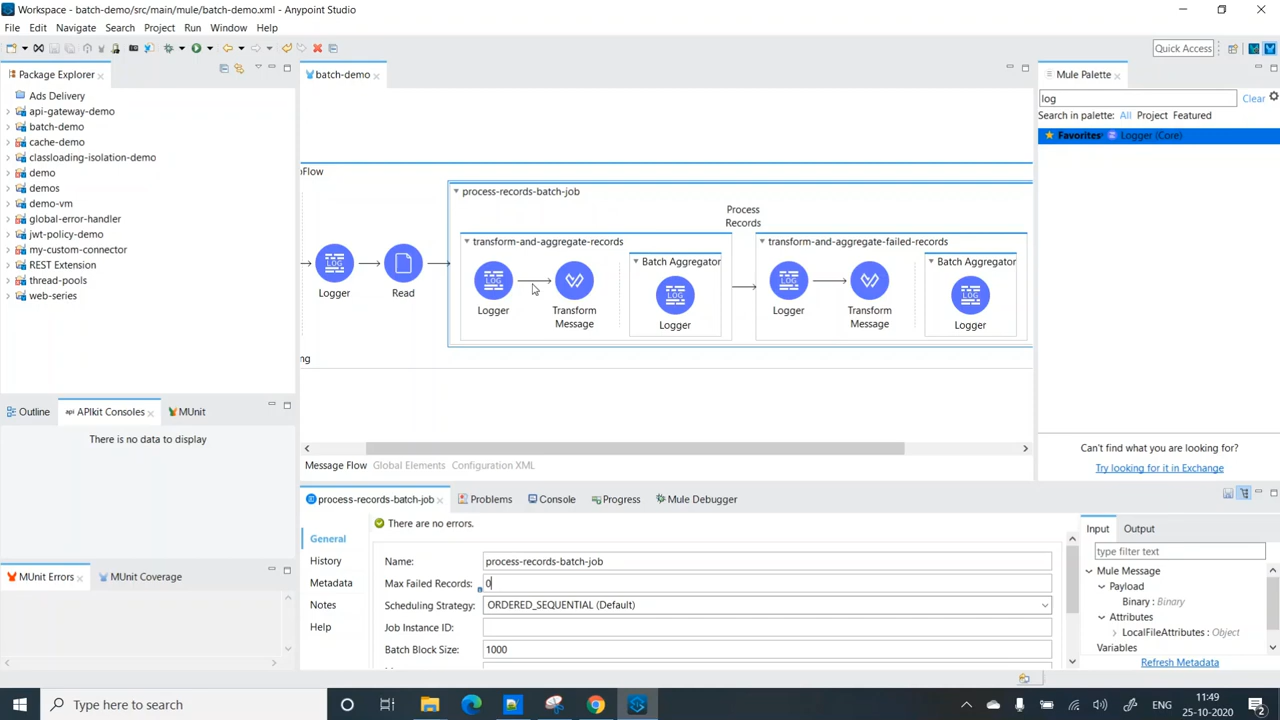 Workspace - batch-demo/src/main/mule/batch-demo.xml - Anypoint Studio
File Edit Navigate Search Project Run Window Help
Quick Access
Package Explorer
Ads Delivery
api-gateway-demo
batch-demo
cache-demo
classloading-isolation-demo
demo
demos
demo-vm
global-error-handler
jwt-policy-demo
my-custom-connector
REST Extension
thread-pools
web-series
Outline API APIkit Consoles MUnit
There is no data to display
MUnit Errors MUnit Coverage
batch-demo
oFlow
process-records-batch-job
Process
Records
transform-and-aggregate-records
transform-and-aggregate-failed-records
Batch Aggregator
Batch Aggregator
LOG
LOG
LOG
LOG
LOG
Logger
Read
Logger
Transform
Message
Logger
Logger
Transform
Message
Logger
ng
Message Flow Global Elements Configuration XML
Mule Palette
log
Clear
Search in palette: All Project Featured
Favorites Logger (Core)
Can't find what you are looking for?
Try looking for it in Exchange
process-records-batch-job Problems Console Progress Mule Debugger
There are no errors.
General
History
Metadata
Notes
Help
Name: process-records-batch-job
Max Failed Records: 0
Scheduling Strategy: ORDERED_SEQUENTIAL (Default)
Job Instance ID:
Batch Block Size: 1000
Input Output
type filter text
Mule Message
Payload
Binary : Binary
Attributes
LocalFileAttributes : Object
Variables
Refresh Metadata
Type here to search
ENG
11:49
25-10-2020
2